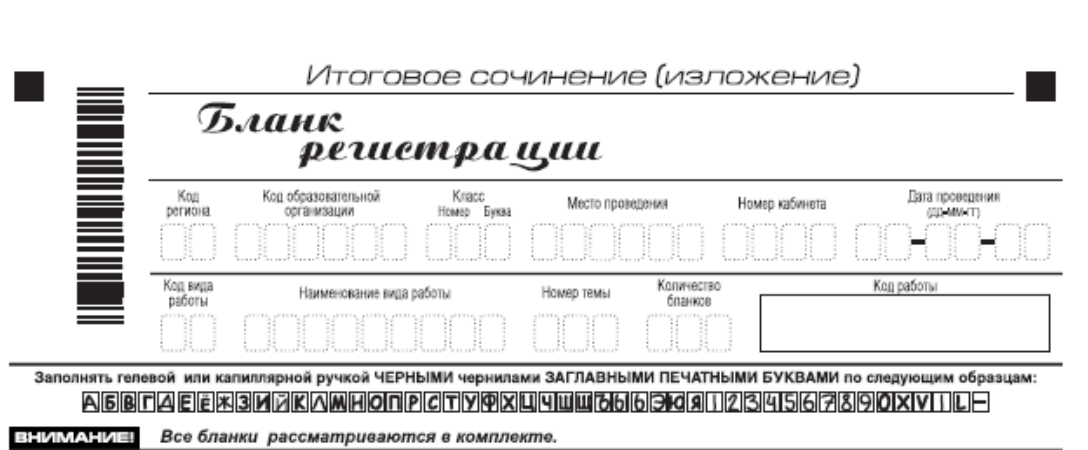 Итоговое сочинение (изложение)
Бланк
регистрации
Код региона
Код образовательной организации
Класс
Номер Буква
Место проведения
Номер кабинета
Дата проведения
(ДД-ММ-ГГ)
Код вида работы
Наименование вида работы
Номер темы
Количество бланков
Код работы
Заполнять гелевой или капиллярной ручкой ЧЕРНЫМИ чернилами ЗАГЛАВНЫМИ ПЕЧАТНЫМИ БУКВАМИ по следующим образцам:
АБВГДЕЁЖЗИЙКЛМНОПРСТУФХЦЧШЩЪЫЬЭЮЯ1234567890XVIL–
ВНИМАНИЕ! Все бланки рассматриваются в комплекте.